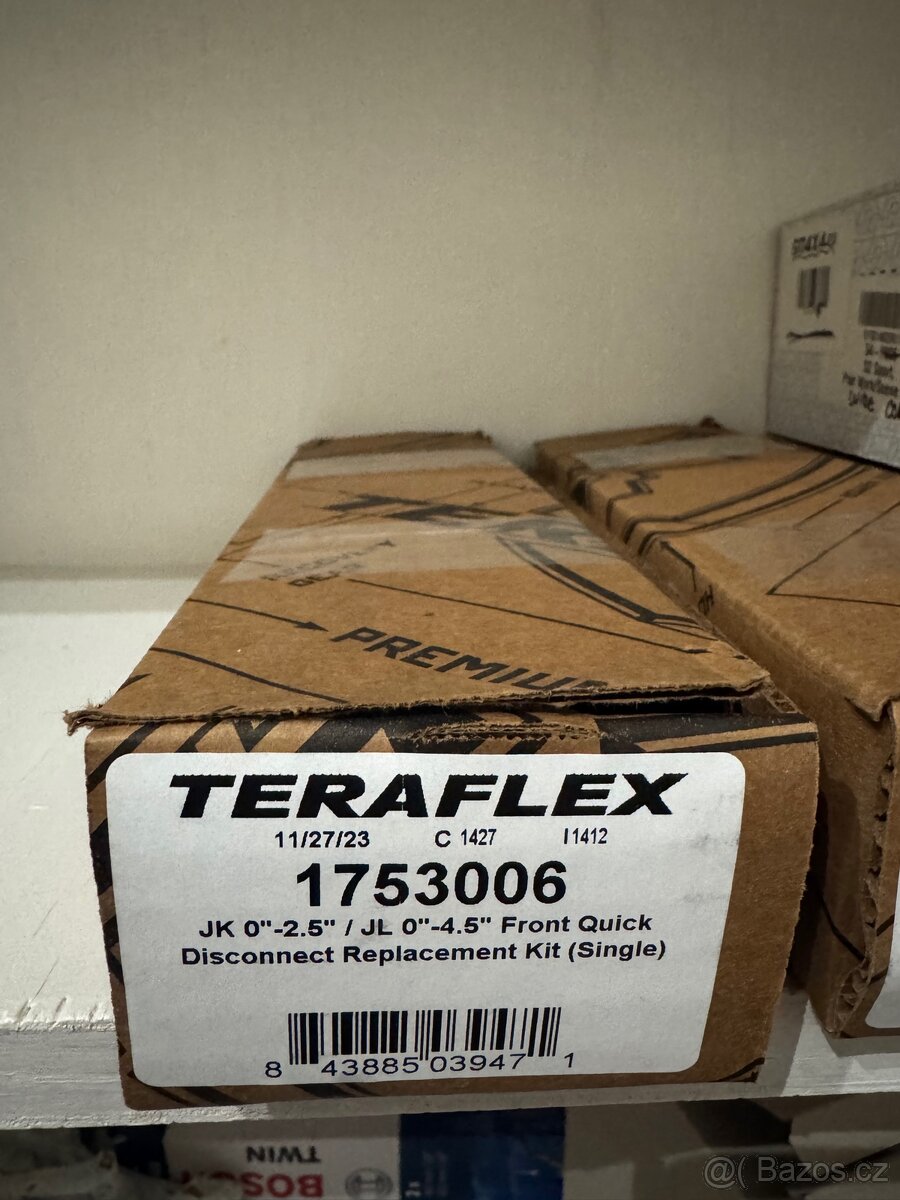 PREMIUM
TERAFLEX
11/27/23 C 1427 I1412
1753006
JK 0"-2.5" / JL 0"-4.5" Front Quick
Disconnect Replacement Kit (Single)
8 43885 03947 1
TWIN
BOSCH
@( Bazos.cz